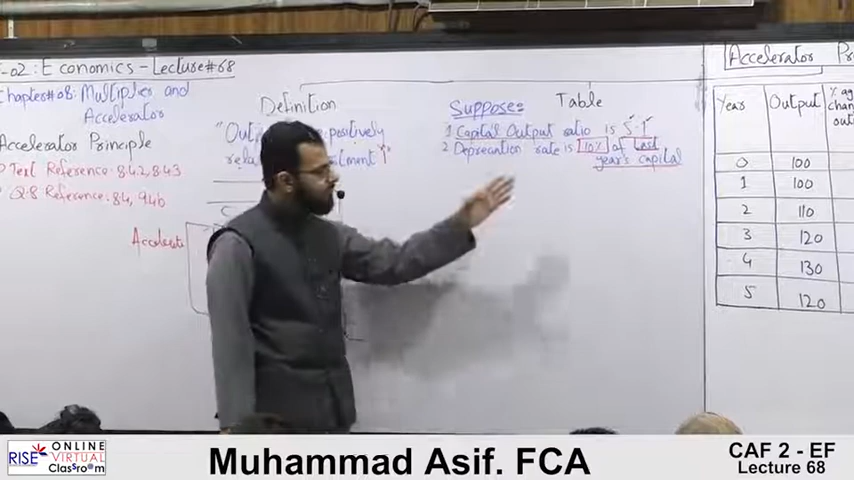 -02: Economics - Lecture#68
Chapter#08: Multiplier and
Accelerator
Accelerator Principle
Text Reference: 842, 843
Q.B Reference: 84, 94b
Accelerate
Definition
positively
Suppose:
Table
1 Capital Output ratio is 5:1
2 Depreciation rate is 10% of Last
year's capital
Accelerator
Year Output
0 100
1 100
2 110
3 120
4 130
5 120
RISE ONLINE
VIRTUAL
Classroom
Muhammad Asif. FCA
CAF 2 - EF
Lecture 68